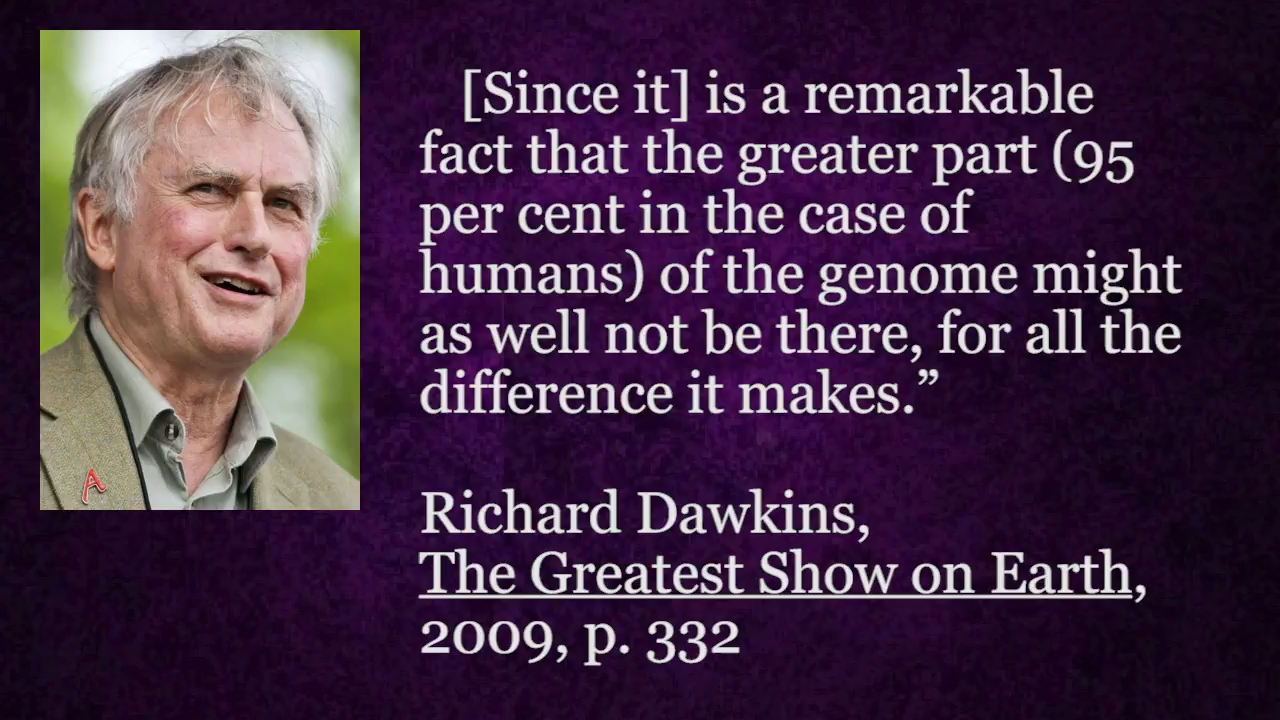 [Since it] is a remarkable
fact that the greater part (95
per cent in the case of
humans) of the genome might
as well not be there, for all the
difference it makes.”
Richard Dawkins,
The Greatest Show on Earth,
2009, p. 332
A